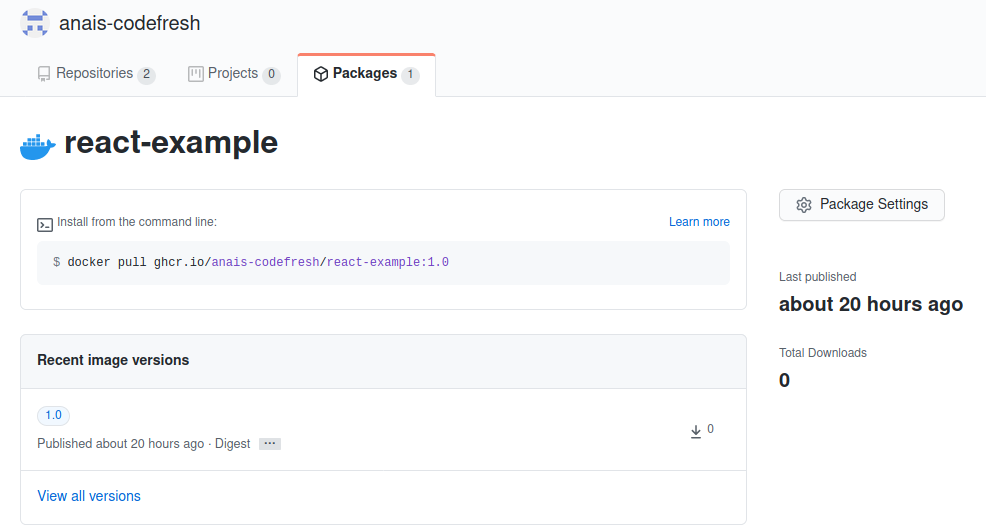 anais-codefresh
Repositories 2 Projects 0 Packages 1
react-example
Install from the command line: Learn more
$ docker pull ghcr.io/anais-codefresh/react-example:1.0
Package Settings
Last published
about 20 hours ago
Total Downloads
0
Recent image versions
1.0
Published about 20 hours ago · Digest ···
0
View all versions